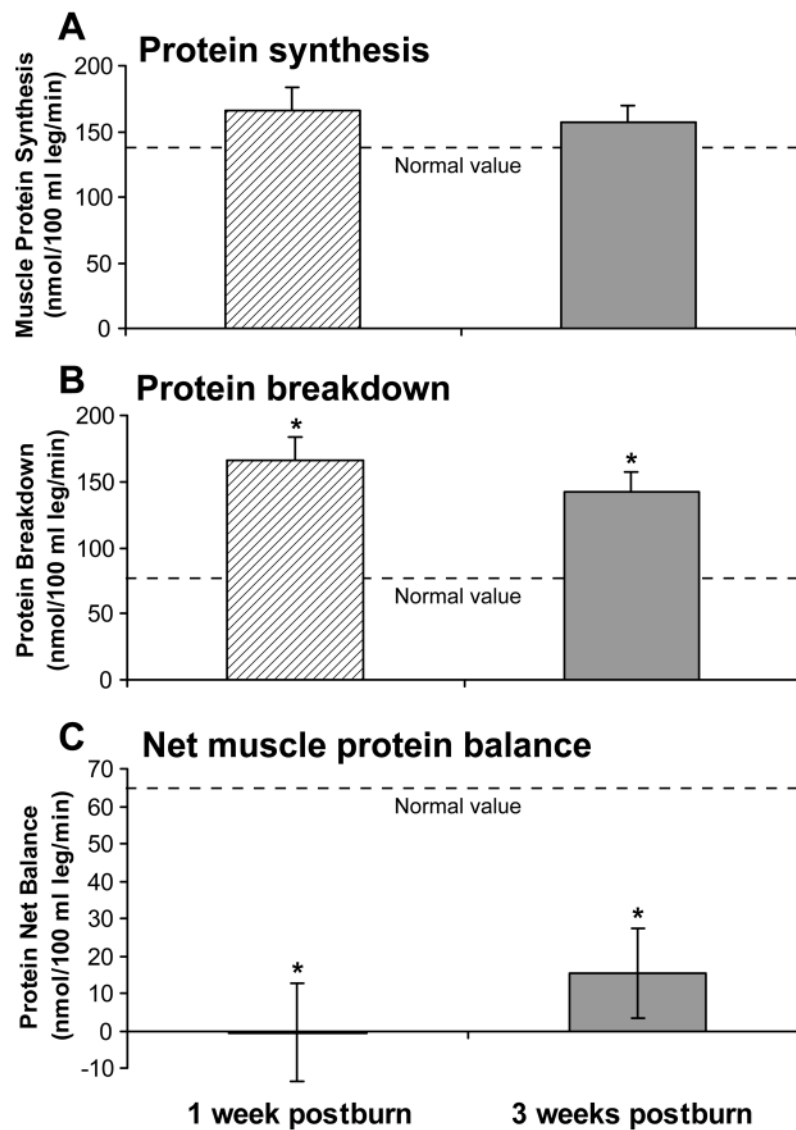 A
Protein synthesis
Muscle Protein Synthesis
(nmol/100 ml leg/min)
200
150
100
50
0
Normal value
B
Protein breakdown
Protein Breakdown
(nmol/100 ml leg/min)
200
*
*
150
100
50
0
Normal value
C
Net muscle protein balance
Protein Net Balance
(nmol/100 ml leg/min)
70
60
50
40
30
20
10
0
-10
Normal value
*
*
1 week postburn
3 weeks postburn